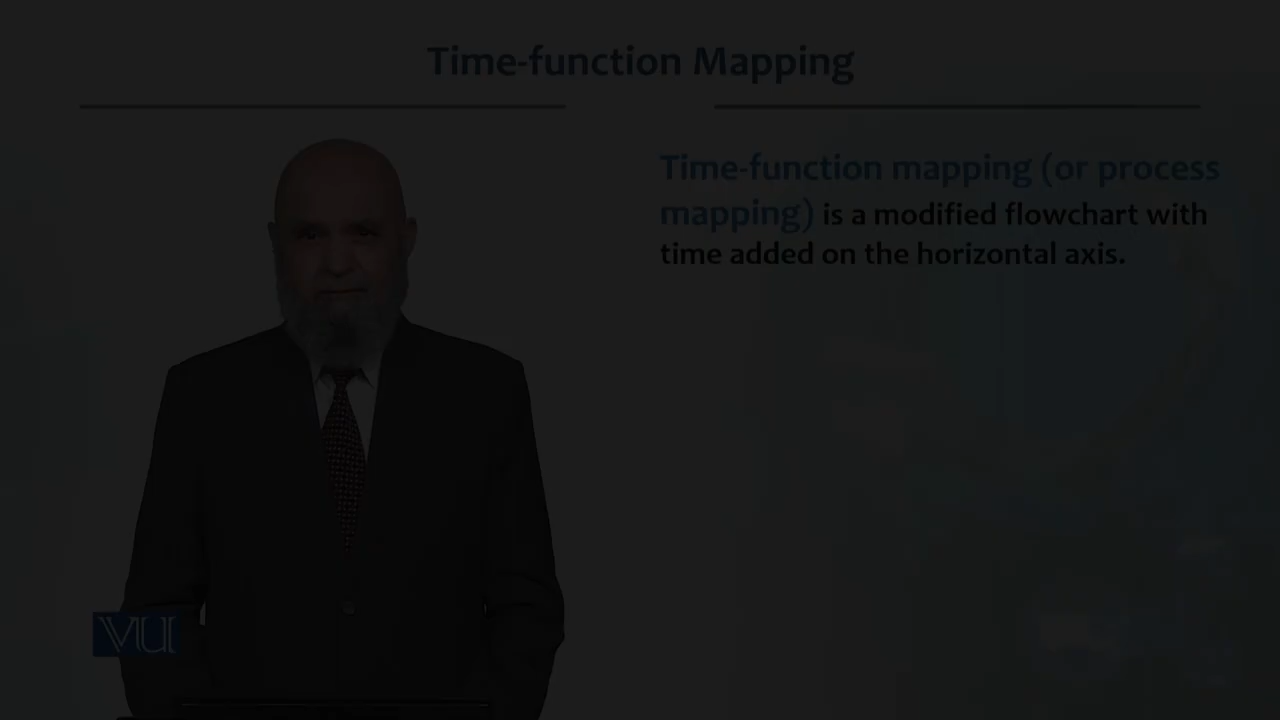 Time-function Mapping
Time-function mapping (or process
mapping) is a modified flowchart with
time added on the horizontal axis.
VU